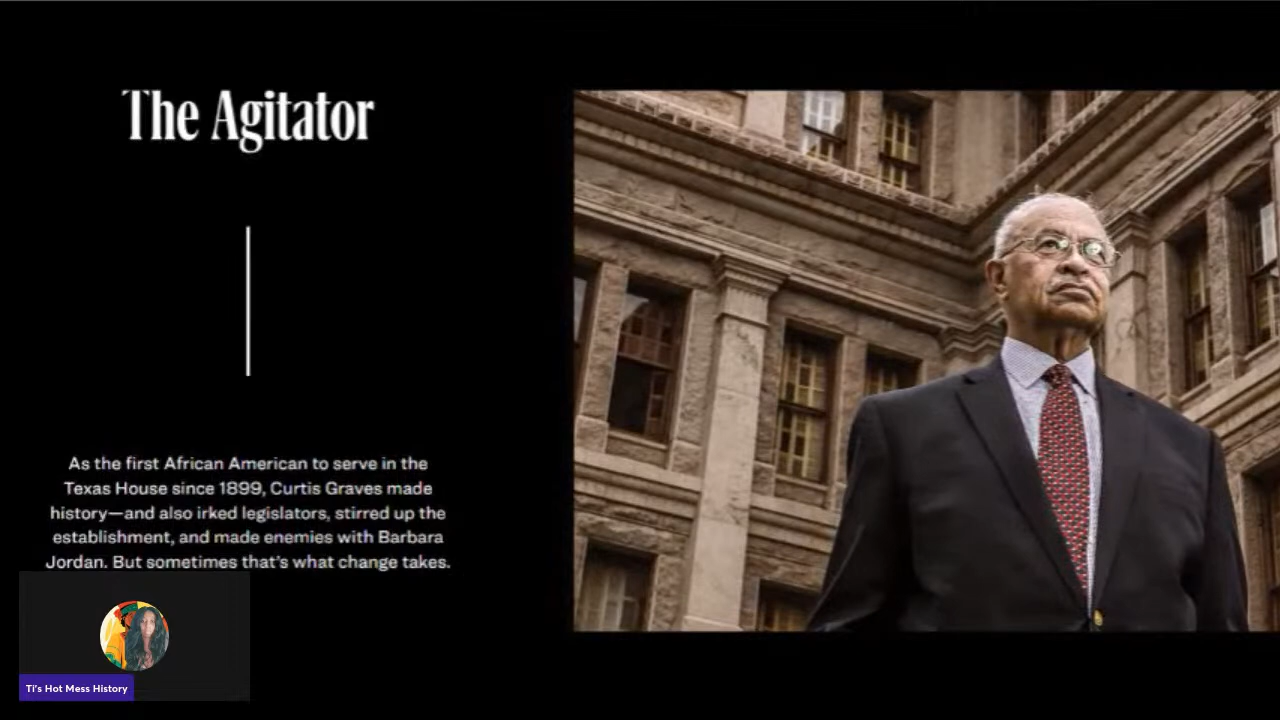 The Agitator
As the first African American to serve in the
Texas House since 1899, Curtis Graves made
history—and also irked legislators, stirred up the
establishment, and made enemies with Barbara
Jordan. But sometimes that's what change takes.
Ti's Hot Mess History